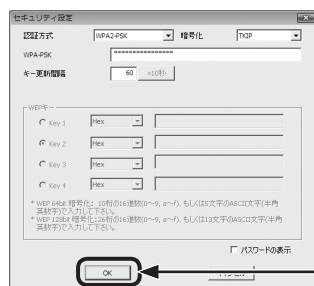 セキュリティ設定
認証方式 WPA2-PSK 暗号化 TKIP
WPA-PSK ****************
キー更新間隔 60 ×10秒
WEPキー
Key 1 Hex
Key 2 Hex
Key 3 Hex
Key 4 Hex
* WEP 64bit 暗号化: 10桁の16進数(0~9, a~f)、もしくは5文字のASCII文字(半角
英数字)で入力して下さい。
* WEP 128bit 暗号化:26桁の16進数(0~9, a~f)、もしくは13文字のASCII文字(半角
英数字)で入力して下さい。
パスワードの表示
OK